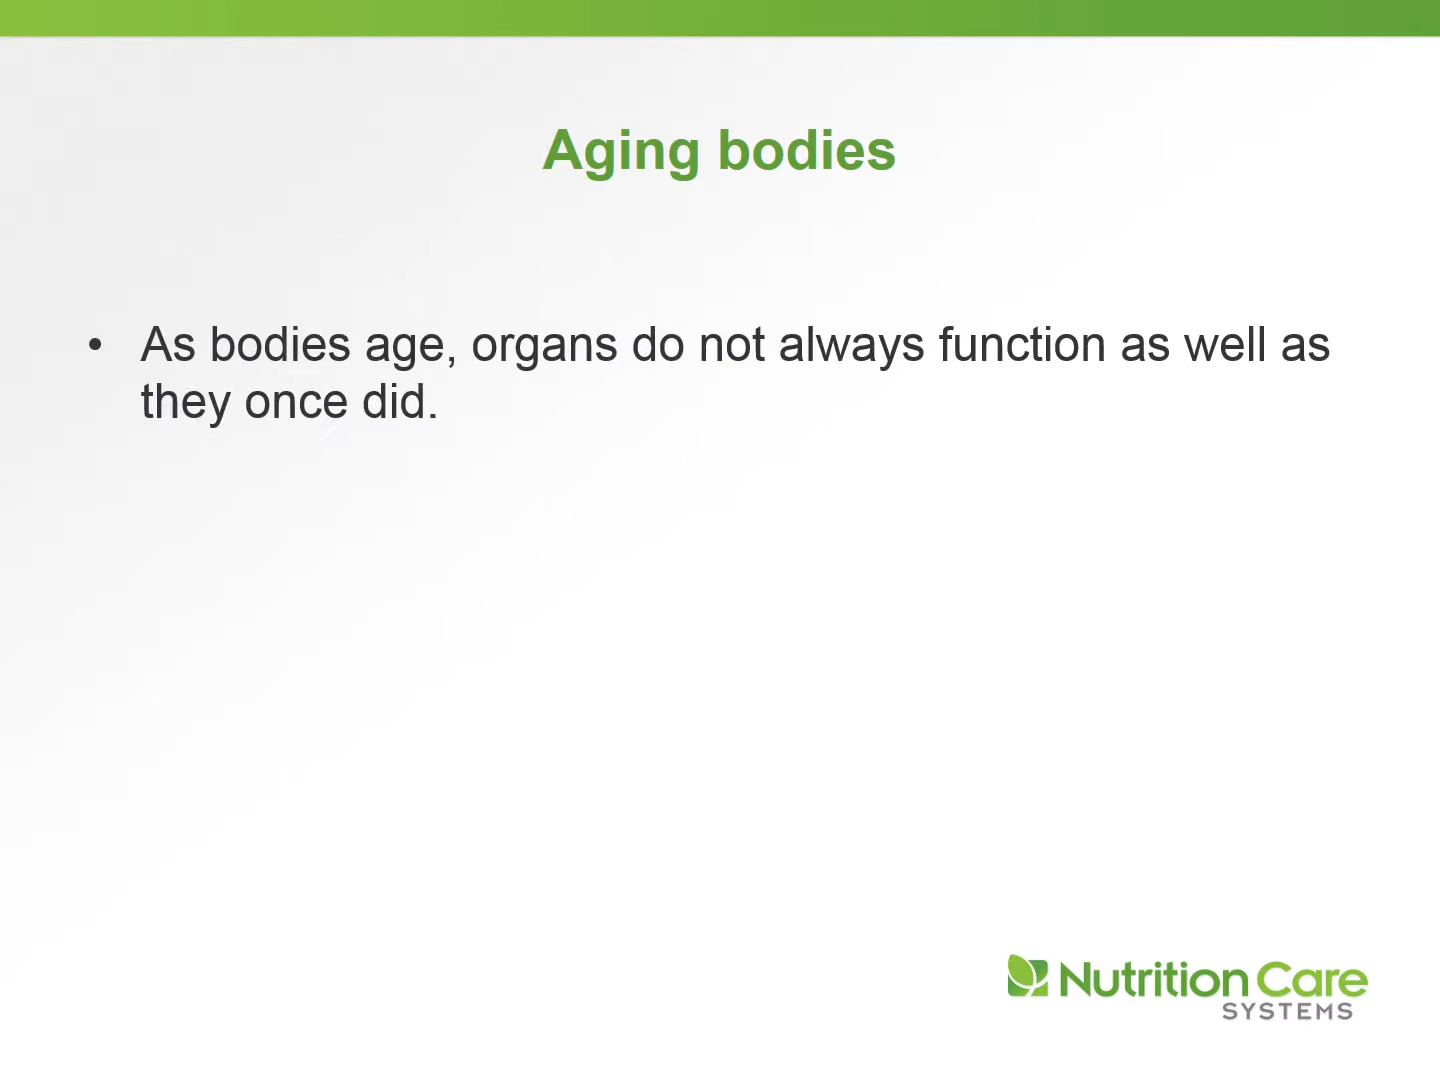 Aging bodies
• As bodies age, organs do not always function as well as
they once did.
Nutrition Care
SYSTEMS